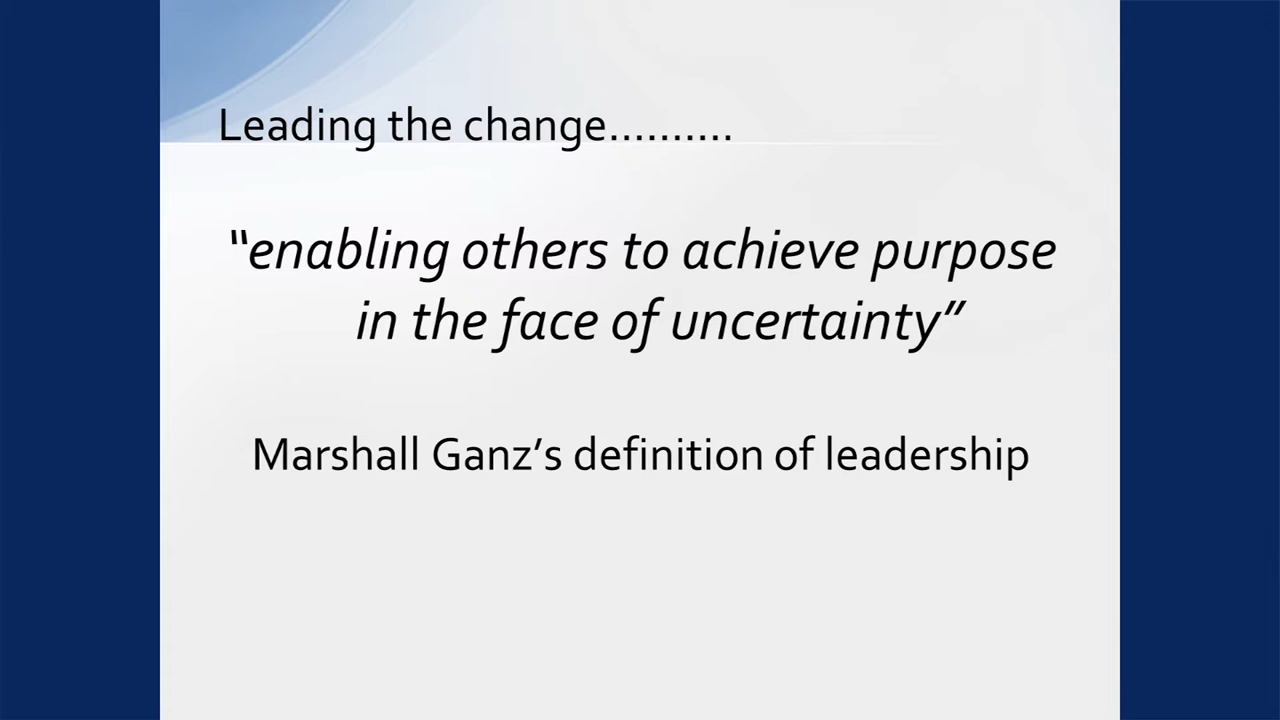 Leading the change..........
“enabling others to achieve purpose
in the face of uncertainty”
Marshall Ganz’s definition of leadership